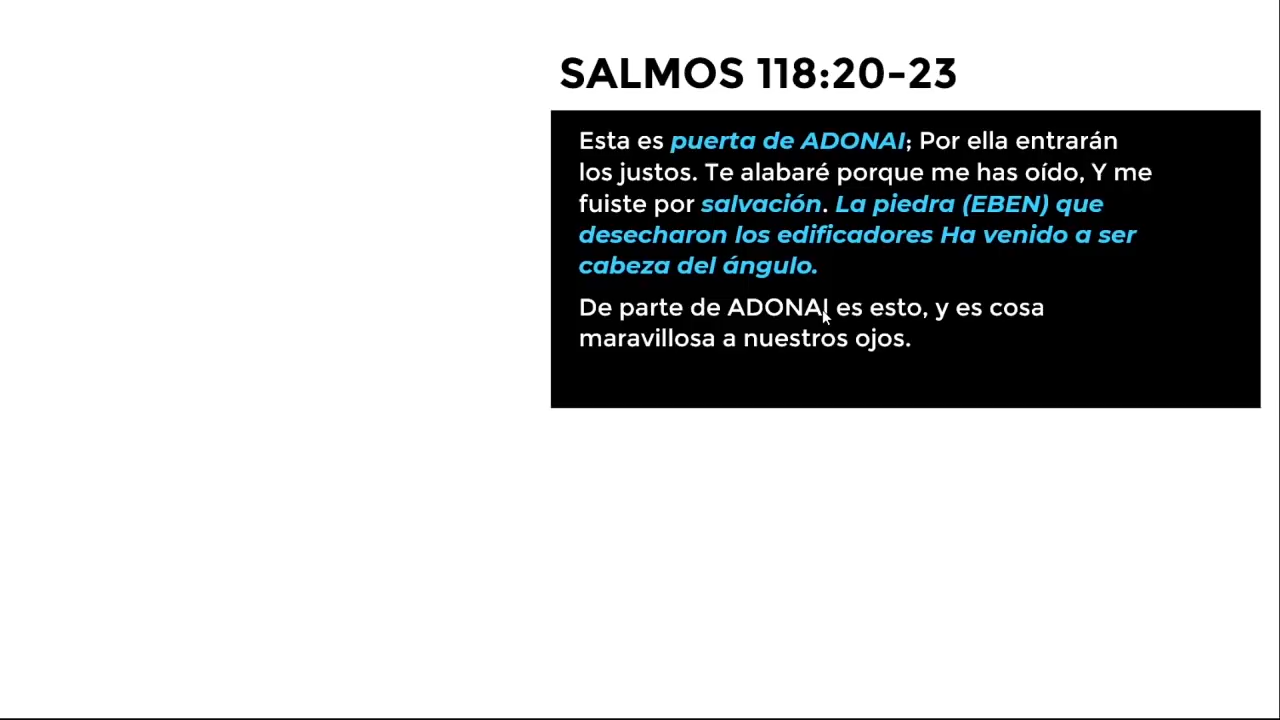 SALMOS 118:20-23
Esta es puerta de ADONAI; Por ella entrarán
los justos. Te alabaré porque me has oído, Y me
fuiste por salvación. La piedra (EBEN) que
desecharon los edificadores Ha venido a ser
cabeza del ángulo.
De parte de ADONAI es esto, y es cosa
maravillosa a nuestros ojos.